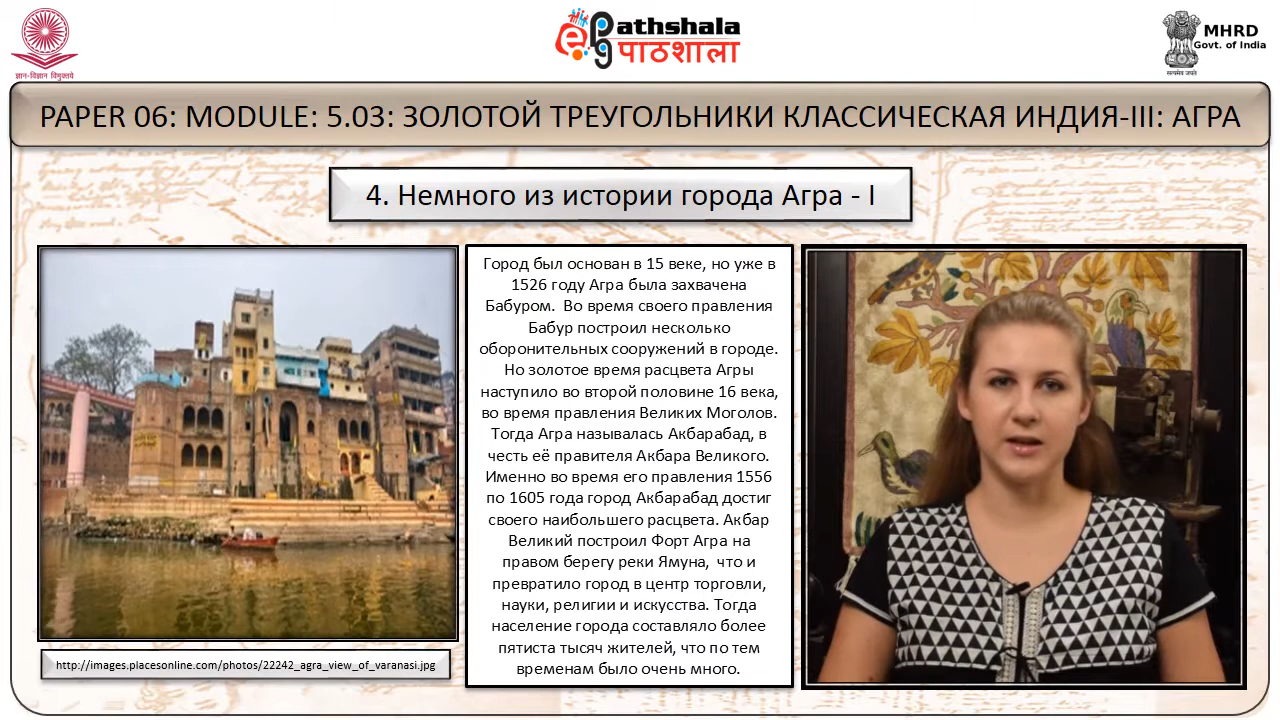 ज्ञान-विज्ञान विमुक्तये
ePathshala
पाठशाला
सत्यमेव जयते
MHRD
Govt. of India
PAPER 06: MODULE: 5.03: ЗОЛОТОЙ ТРЕУГОЛЬНИКИ КЛАССИЧЕСКАЯ ИНДИЯ-III: АГРА
4. Немного из истории города Агра - I
Город был основан в 15 веке, но уже в
1526 году Агра была захвачена
Бабуром. Во время своего правления
Бабур построил несколько
оборонительных сооружений в городе.
Но золотое время расцвета Агры
наступило во второй половине 16 века,
во время правления Великих Моголов.
Тогда Агра называлась Акбарабад, в
честь её правителя Акбара Великого.
Именно во время его правления 1556
по 1605 года город Акбарабад достиг
своего наибольшего расцвета. Акбар
Великий построил Форт Агра на
правом берегу реки Ямуна, что и
превратило город в центр торговли,
науки, религии и искусства. Тогда
население города составляло более
пятиста тысяч жителей, что по тем
временам было очень много.
http://images.placesonline.com/photos/22242_agra_view_of_varanasi.jpg